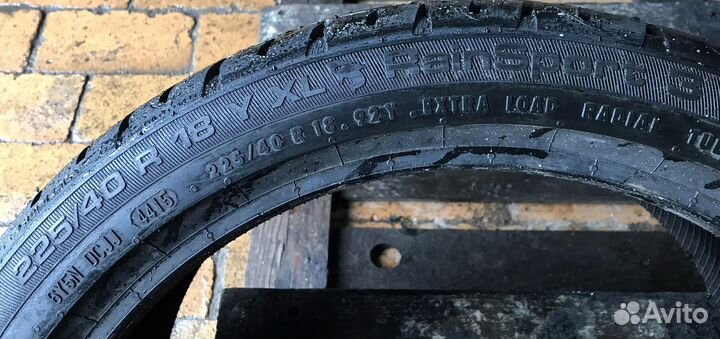 225/40 R 18 Y XL RainSport 3
225/40 R 18 92Y EXTRA LOAD RADIAL
6Y5N DCJJ 4415
Avito